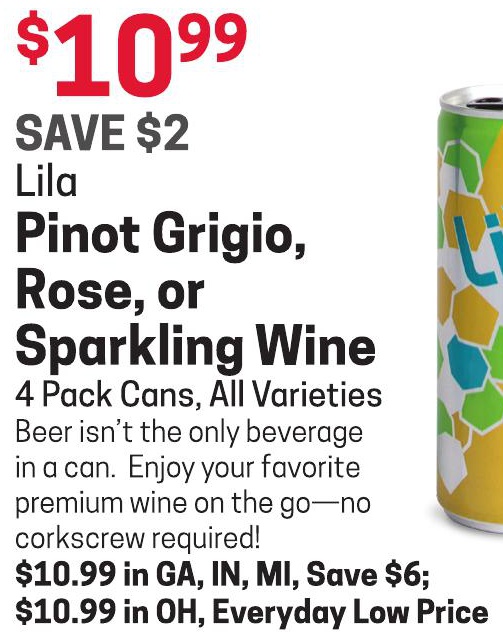 $10.99
SAVE $2
Lila
Pinot Grigio,
Rose, or
Sparkling Wine
4 Pack Cans, All Varieties
Beer isn't the only beverage
in a can. Enjoy your favorite
premium wine on the go—no
corkscrew required!
$10.99 in GA, IN, MI, Save $6;
$10.99 in OH, Everyday Low Price
Li